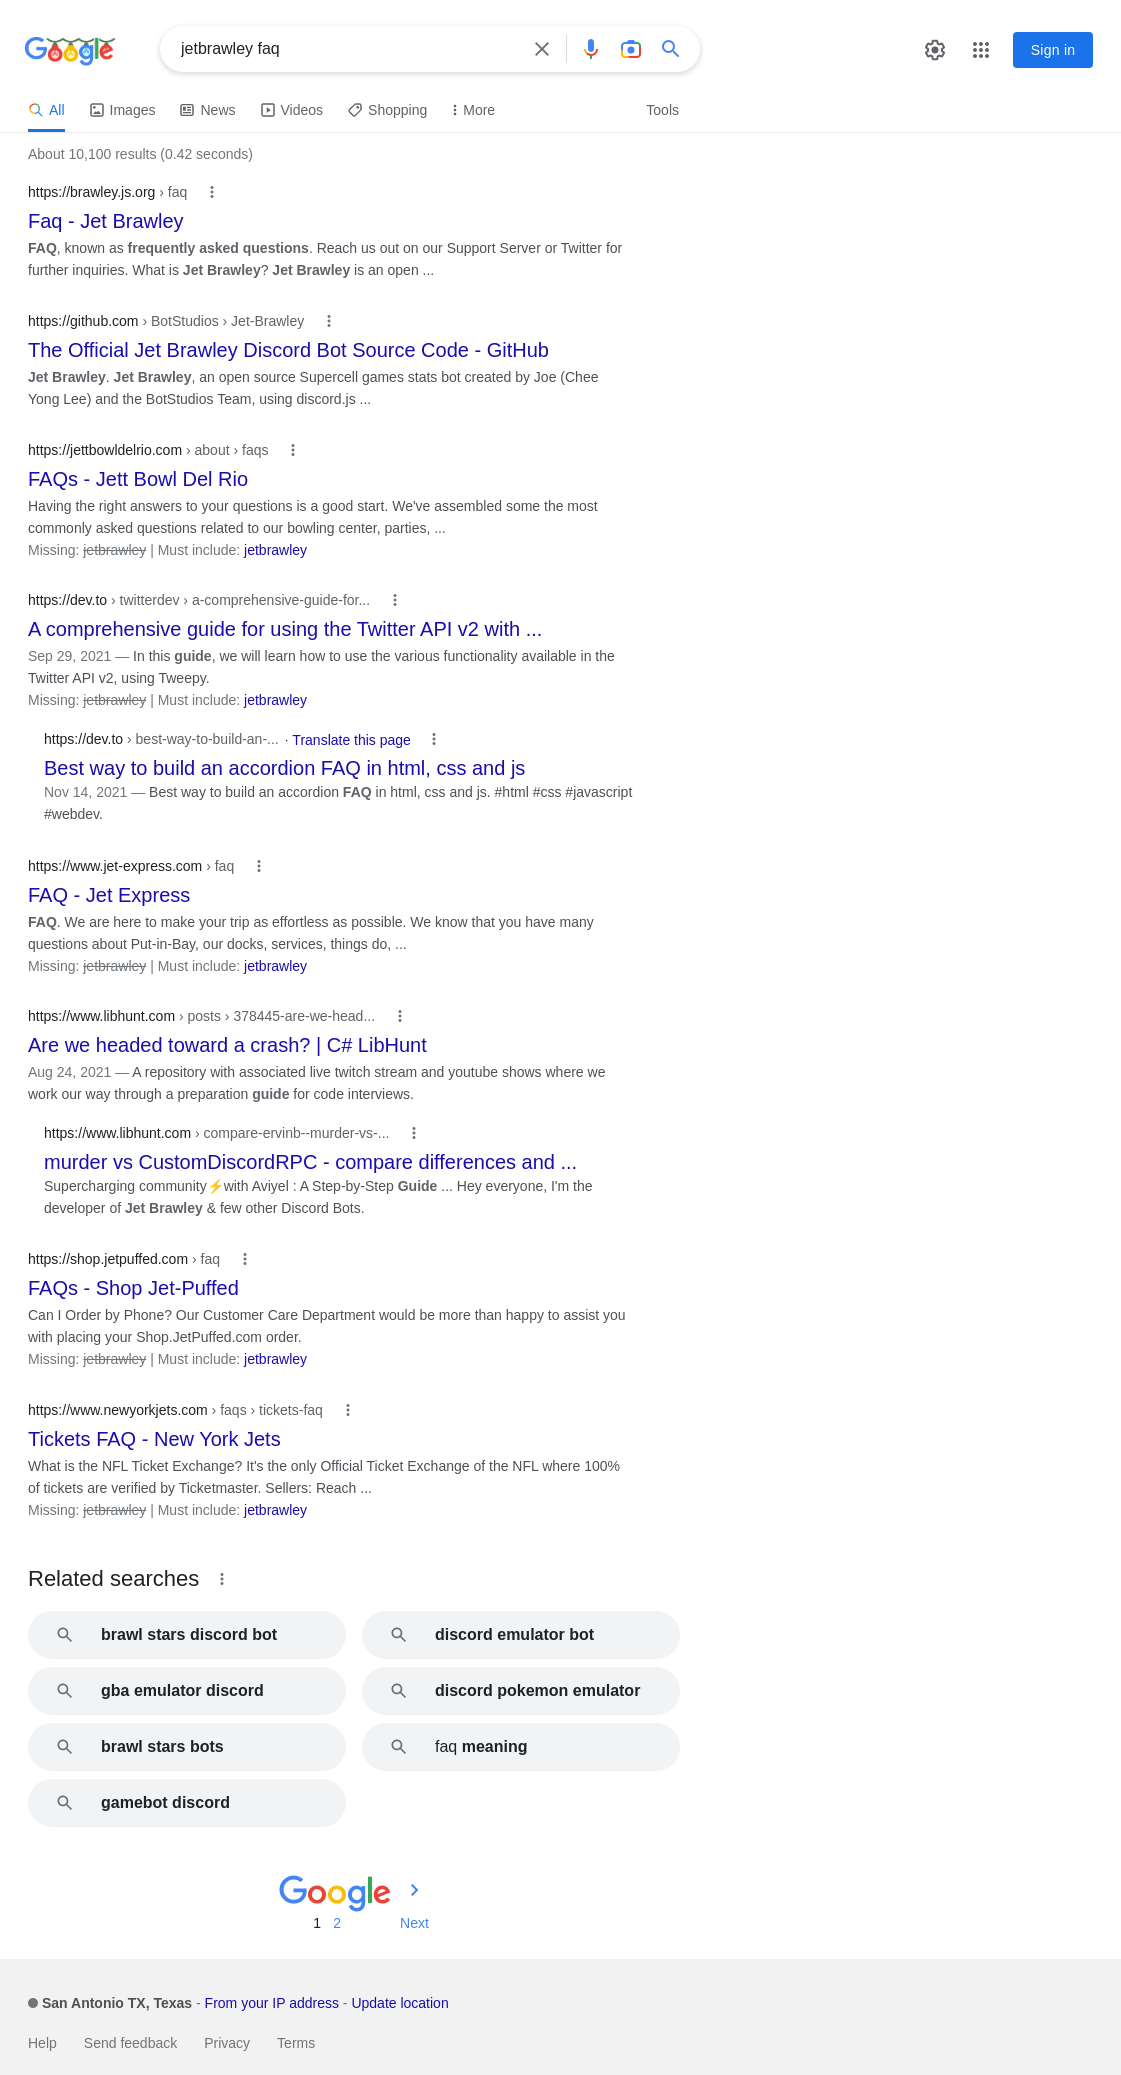 Google
jetbrawley faq
Sign in
All Images News Videos Shopping More Tools
About 10,100 results (0.42 seconds)
https://brawley.js.org › faq
Faq - Jet Brawley
FAQ, known as frequently asked questions. Reach us out on our Support Server or Twitter for
further inquiries. What is Jet Brawley? Jet Brawley is an open ...
https://github.com › BotStudios › Jet-Brawley
The Official Jet Brawley Discord Bot Source Code - GitHub
Jet Brawley. Jet Brawley, an open source Supercell games stats bot created by Joe (Chee
Yong Lee) and the BotStudios Team, using discord.js ...
https://jettbowldelrio.com › about › faqs
FAQs - Jett Bowl Del Rio
Having the right answers to your questions is a good start. We've assembled some the most
commonly asked questions related to our bowling center, parties, ...
Missing: jetbrawley | Must include: jetbrawley
https://dev.to › twitterdev › a-comprehensive-guide-for...
A comprehensive guide for using the Twitter API v2 with ...
Sep 29, 2021 — In this guide, we will learn how to use the various functionality available in the
Twitter API v2, using Tweepy.
Missing: jetbrawley | Must include: jetbrawley
https://dev.to › best-way-to-build-an-... · Translate this page
Best way to build an accordion FAQ in html, css and js
Nov 14, 2021 — Best way to build an accordion FAQ in html, css and js. #html #css #javascript
#webdev.
https://www.jet-express.com › faq
FAQ - Jet Express
FAQ. We are here to make your trip as effortless as possible. We know that you have many
questions about Put-in-Bay, our docks, services, things do, ...
Missing: jetbrawley | Must include: jetbrawley
https://www.libhunt.com › posts › 378445-are-we-head...
Are we headed toward a crash? | C# LibHunt
Aug 24, 2021 — A repository with associated live twitch stream and youtube shows where we
work our way through a preparation guide for code interviews.
https://www.libhunt.com › compare-ervinb--murder-vs-...
murder vs CustomDiscordRPC - compare differences and ...
Supercharging community⚡with Aviyel : A Step-by-Step Guide ... Hey everyone, I'm the
developer of Jet Brawley & few other Discord Bots.
https://shop.jetpuffed.com › faq
FAQs - Shop Jet-Puffed
Can I Order by Phone? Our Customer Care Department would be more than happy to assist you
with placing your Shop.JetPuffed.com order.
Missing: jetbrawley | Must include: jetbrawley
https://www.newyorkjets.com › faqs › tickets-faq
Tickets FAQ - New York Jets
What is the NFL Ticket Exchange? It's the only Official Ticket Exchange of the NFL where 100%
of tickets are verified by Ticketmaster. Sellers: Reach ...
Missing: jetbrawley | Must include: jetbrawley
Related searches
brawl stars discord bot
discord emulator bot
gba emulator discord
discord pokemon emulator
brawl stars bots
faq meaning
gamebot discord
Google
1 2 Next
San Antonio TX, Texas - From your IP address - Update location
Help Send feedback Privacy Terms